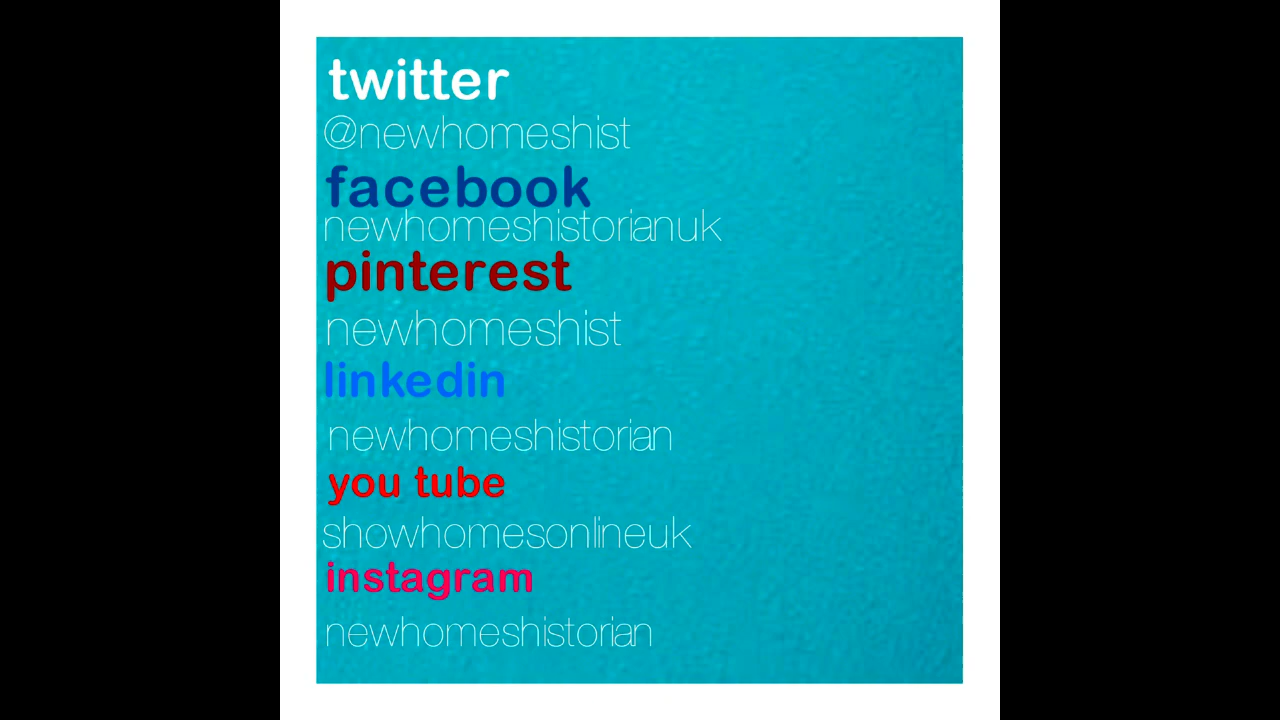 twitter
@newhomeshist
facebook
newhomeshistorianuk
pinterest
newhomeshist
linkedin
newhomeshistorian
you tube
showhomesonlineuk
instagram
newhomeshistorian